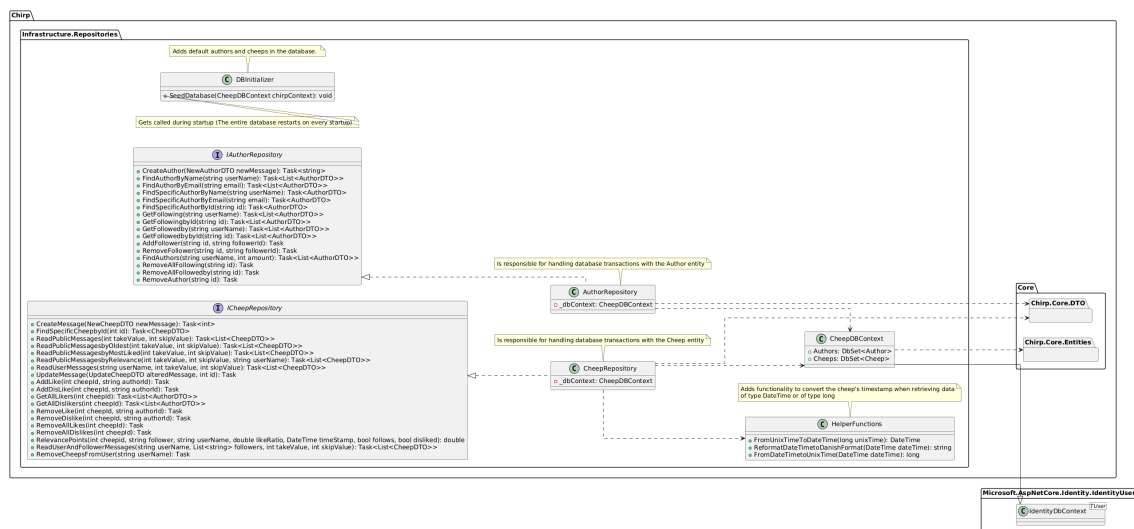 Chirp
Infrastructure.Repositories
Adds default authors and cheeps in the database.
C DBInitializer
SeedDatabase(CheepDBContext chirpContext): void
Gets called during startup (The entire database restarts on every startup)
I IAuthorRepository
CreateAuthor(NewAuthorDTO newMessage): Task<string>
FindAuthorByName(string userName): Task<List<AuthorDTO>>
FindAuthorByEmail(string email): Task<List<AuthorDTO>>
FindSpecificAuthorByName(string userName): Task<AuthorDTO>
FindSpecificAuthorByEmail(string email): Task<AuthorDTO>
FindSpecificAuthorById(string id): Task<AuthorDTO>
GetFollowing(string userName): Task<List<AuthorDTO>>
GetFollowingbyId(string id): Task<List<AuthorDTO>>
GetFollowedby(string userName): Task<List<AuthorDTO>>
GetFollowedbybyId(string id): Task<List<AuthorDTO>>
AddFollower(string id, string followerId): Task
RemoveFollower(string id, string followerId): Task
FindAuthors(string userName, int amount): Task<List<AuthorDTO>>
RemoveAllFollowing(string id): Task
RemoveAllFollowedby(string id): Task
RemoveAuthor(string id): Task
Is responsible for handling database transactions with the Author entity
C AuthorRepository
_dbContext: CheepDBContext
Core
Chirp.Core.DTO
Chirp.Core.Entities
I ICheepRepository
CreateMessage(NewCheepDTO newMessage): Task<int>
FindSpecificCheepbyId(int id): Task<CheepDTO>
ReadPublicMessages(int takeValue, int skipValue): Task<List<CheepDTO>>
ReadPublicMessagesbyOldest(int takeValue, int skipValue): Task<List<CheepDTO>>
ReadPublicMessagesbyMostLiked(int takeValue, int skipValue): Task<List<CheepDTO>>
ReadPublicMessagesbyRelevance(int takeValue, int skipValue, string userName): Task<List<CheepDTO>>
ReadUserMessages(string userName, int takeValue, int skipValue): Task<List<CheepDTO>>
UpdateMessage(UpdateCheepDTO alteredMessage, int id): Task
AddLike(int cheepId, string authorId): Task
AddDisLike(int cheepId, string authorId): Task
GetAllLikers(int cheepId): Task<List<AuthorDTO>>
GetAllDislikers(int cheepId): Task<List<AuthorDTO>>
RemoveLike(int cheepId, string authorId): Task
RemoveDislike(int cheepId, string authorId): Task
RemoveAllLikes(int cheepId): Task
RemoveAllDislikes(int cheepId): Task
RelevancePoints(int cheepId, string follower, string userName, double likeRatio, DateTime timeStamp, bool follows, bool disliked): double
ReadUserAndFollowerMessages(string userName, List<string> followers, int takeValue, int skipValue): Task<List<CheepDTO>>
RemoveCheepsFromUser(string userName): Task
Is responsible for handling database transactions with the Cheep entity
C CheepRepository
_dbContext: CheepDBContext
C CheepDBContext
Authors: DbSet<Author>
Cheeps: DbSet<Cheep>
Adds functionality to convert the cheep's timestamp when retrieving data
of type DateTime or of type long
C HelperFunctions
FromUnixTimeToDateTime(long unixTime): DateTime
ReformatDateTimetoDanishFormat(DateTime dateTime): string
FromDateTimetoUnixTime(DateTime dateTime): long
Microsoft.AspNetCore.Identity.IdentityUser
C IdentityDbContext
TUser